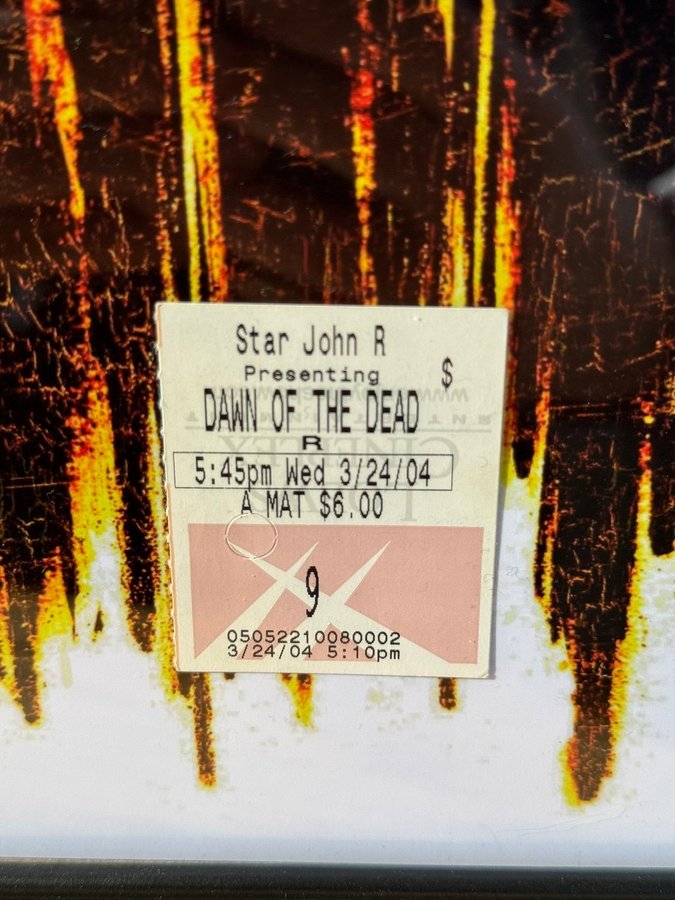 Star John R
Presenting $
DAWN OF THE DEAD
R
5:45pm Wed 3/24/04
A MAT $6.00
9
05052210080002
3/24/04 5:10pm